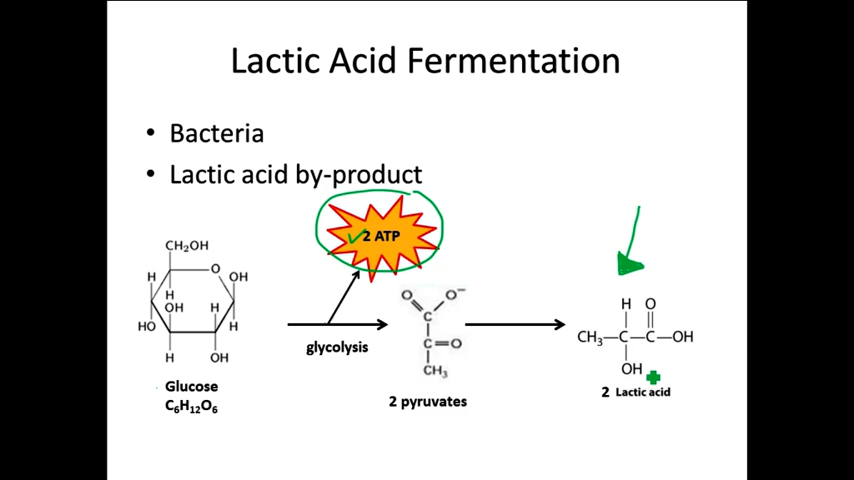 Lactic Acid Fermentation
• Bacteria
• Lactic acid by-product
2 ATP
CH₂OH
O
H
OH
H
OH
H
HO
H
H
OH
Glucose
C₆H₁₂O₆
glycolysis
O
O⁻
C
C=O
CH₃
2 pyruvates
H O
CH₃—C—C—OH
OH
2 Lactic acid